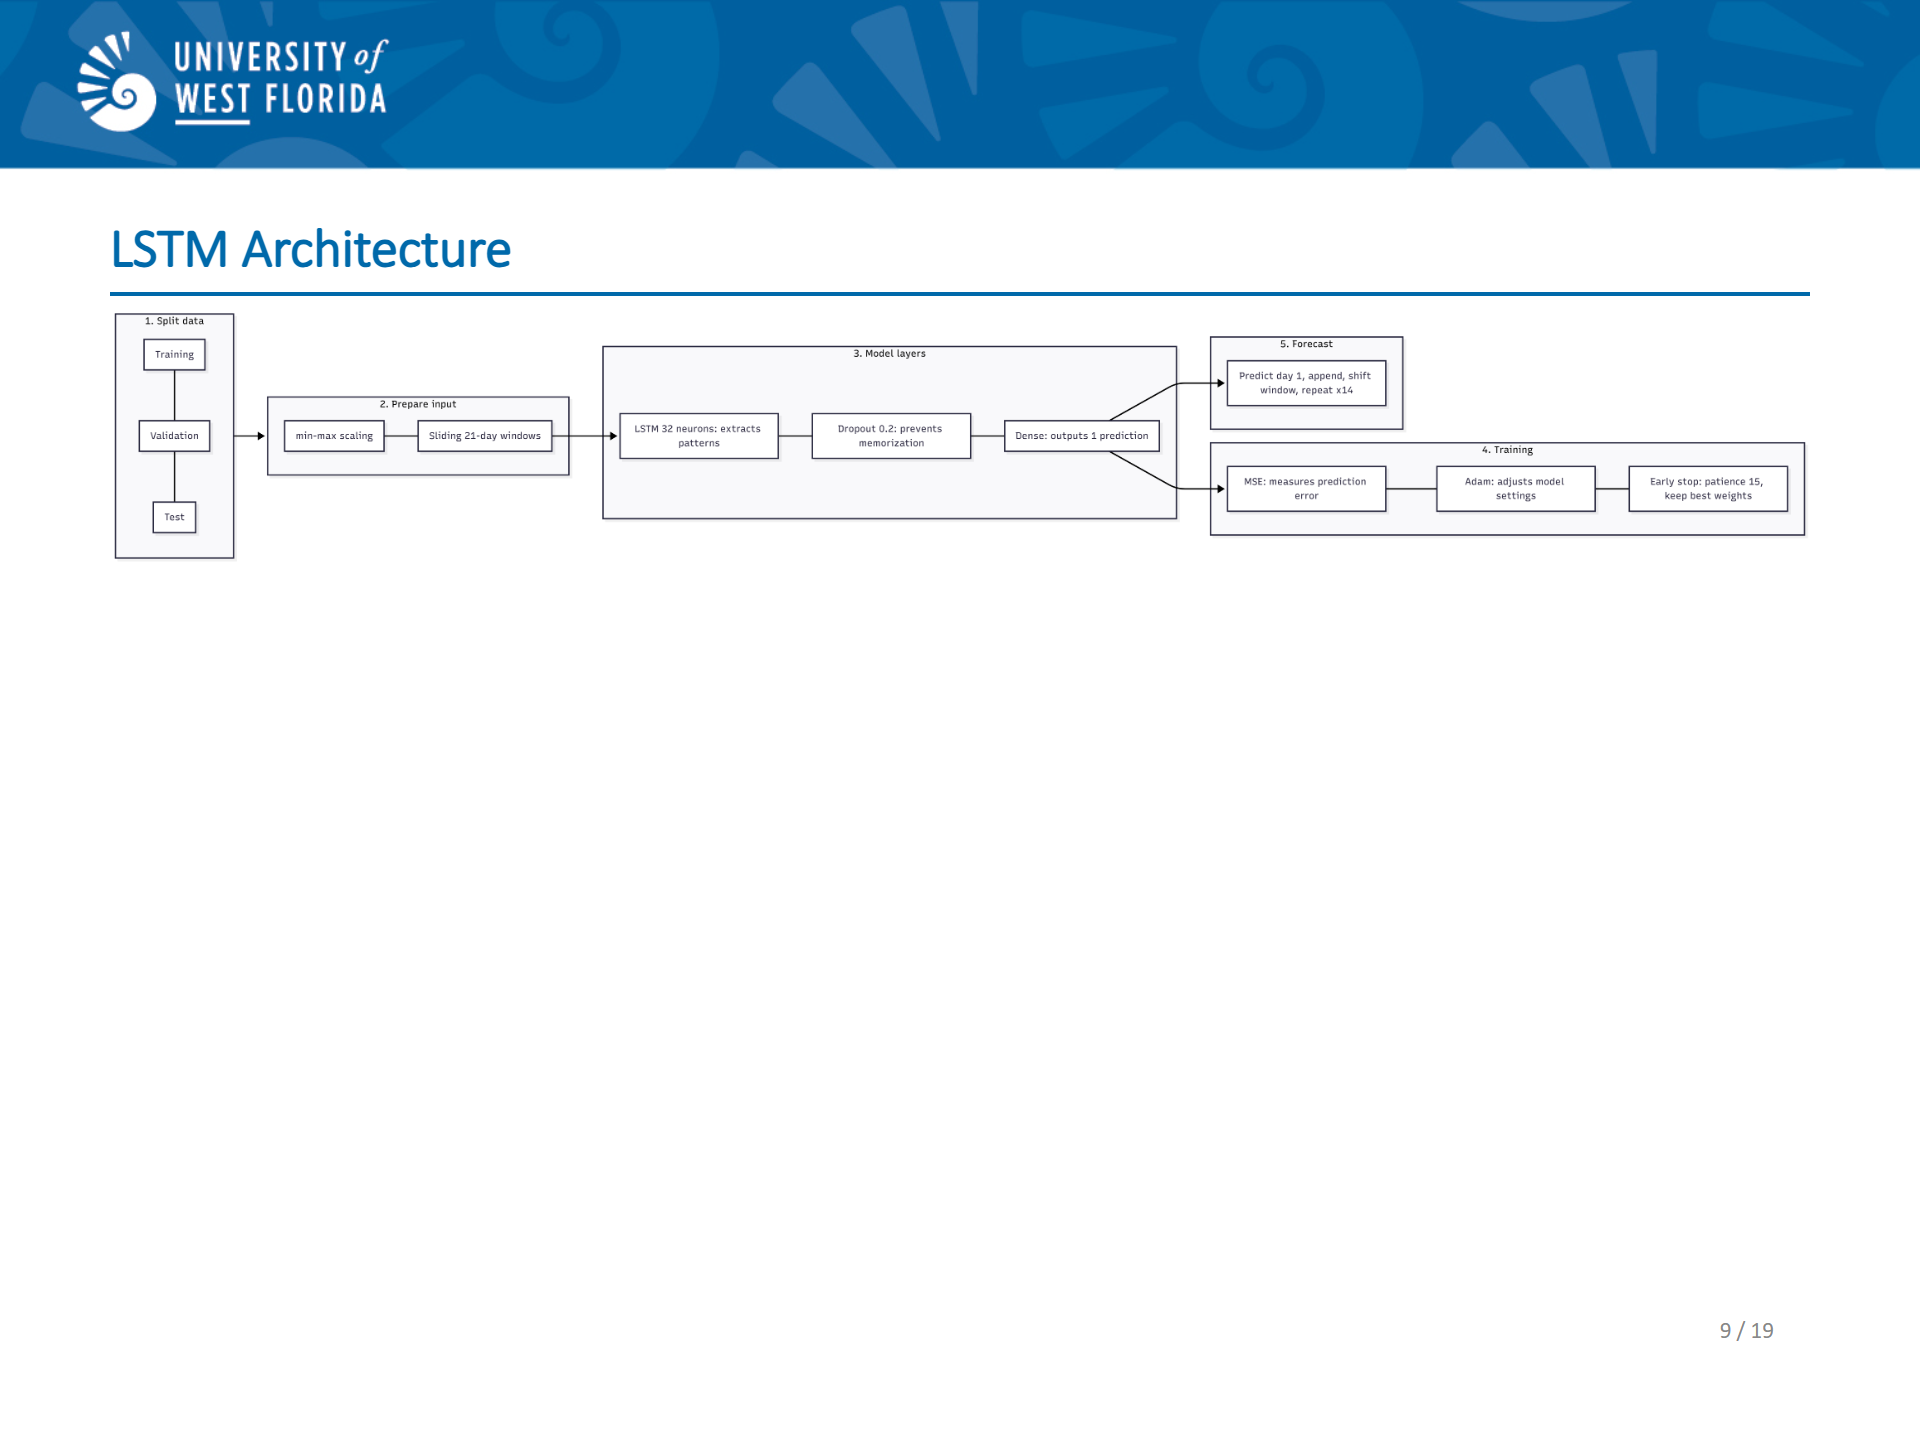 UNIVERSITY of
WEST FLORIDA
LSTM Architecture
1. Split data
Training
Validation
Test
2. Prepare input
min-max scaling
Sliding 21-day windows
3. Model layers
LSTM 32 neurons: extracts
patterns
Dropout 0.2: prevents
memorization
Dense: outputs 1 prediction
5. Forecast
Predict day 1, append, shift
window, repeat x14
4. Training
MSE: measures prediction
error
Adam: adjusts model
settings
Early stop: patience 15,
keep best weights
9 / 19